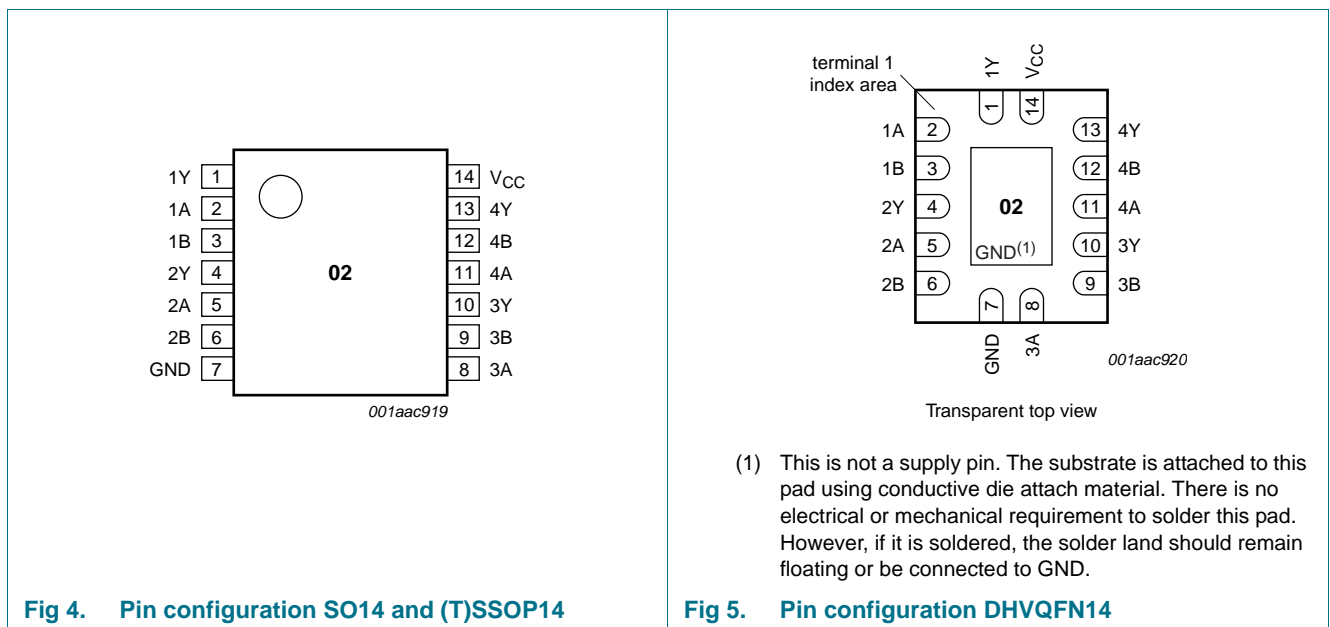 1Y 1 14 VCC
1A 2 13 4Y
1B 3 12 4B
2Y 4 02 11 4A
2A 5 10 3Y
2B 6 9 3B
GND 7 8 3A
001aac919
Fig 4. Pin configuration SO14 and (T)SSOP14
terminal 1
index area
1Y VCC
1 14
1A 2 13 4Y
1B 3 12 4B
2Y 4 02 11 4A
2A 5 GND(1) 10 3Y
2B 6 9 3B
7 8
GND 3A
001aac920
Transparent top view
(1) This is not a supply pin. The substrate is attached to this
pad using conductive die attach material. There is no
electrical or mechanical requirement to solder this pad.
However, if it is soldered, the solder land should remain
floating or be connected to GND.
Fig 5. Pin configuration DHVQFN14